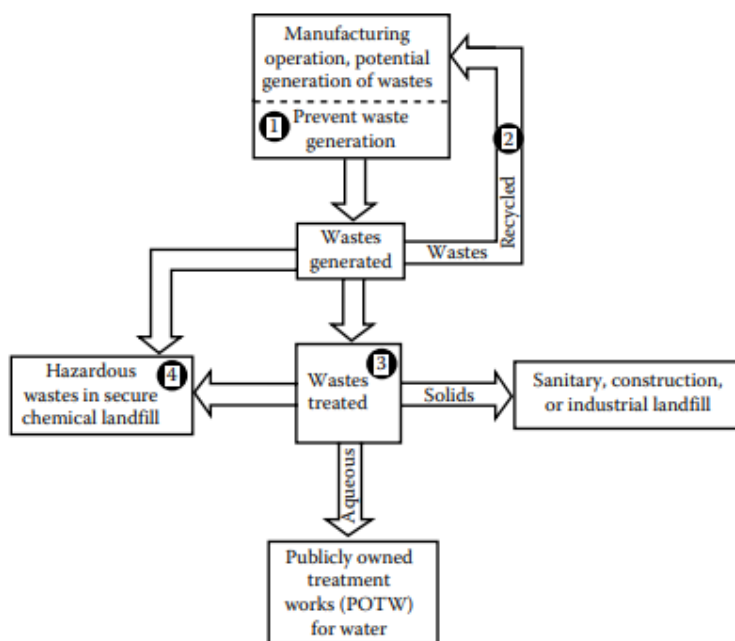 Manufacturing
operation, potential
generation of wastes
1
Prevent waste
generation
2
Recycled
Wastes
Wastes
generated
Hazardous
wastes in secure
chemical landfill
4
3
Wastes
treated
Solids
Sanitary, construction,
or industrial landfill
Aqueous
Publicly owned
treatment
works (POTW)
for water